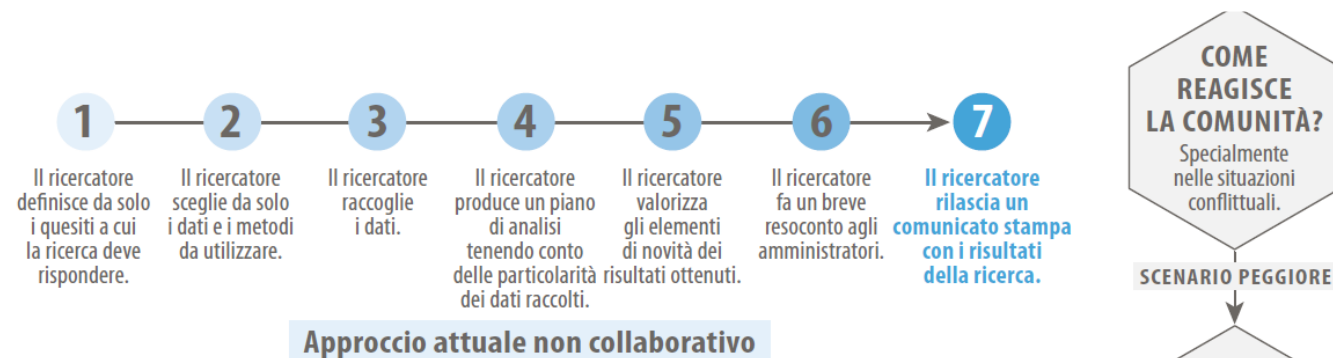 1
Il ricercatore
definisce da solo
i quesiti a cui
la ricerca deve
rispondere.
2
Il ricercatore
sceglie da solo
i dati e i metodi
da utilizzare.
3
Il ricercatore
raccoglie
i dati.
4
Il ricercatore
produce un piano
di analisi
tenendo conto
delle particolarità
dei dati raccolti.
5
Il ricercatore
valorizza
gli elementi
di novità dei
risultati ottenuti.
6
Il ricercatore
fa un breve
resoconto agli
amministratori.
7
Il ricercatore
rilascia un
comunicato stampa
con i risultati
della ricerca.
Approccio attuale non collaborativo
COME
REAGISCE
LA COMUNITÀ?
Specialmente
nelle situazioni
conflittuali.
SCENARIO PEGGIORE